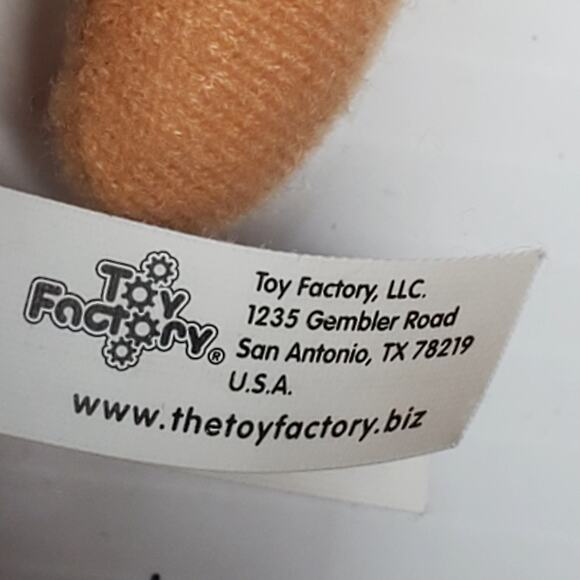 Toy
Factory®
Toy Factory, LLC.
1235 Gembler Road
San Antonio, TX 78219
U.S.A.
www.thetoyfactory.biz